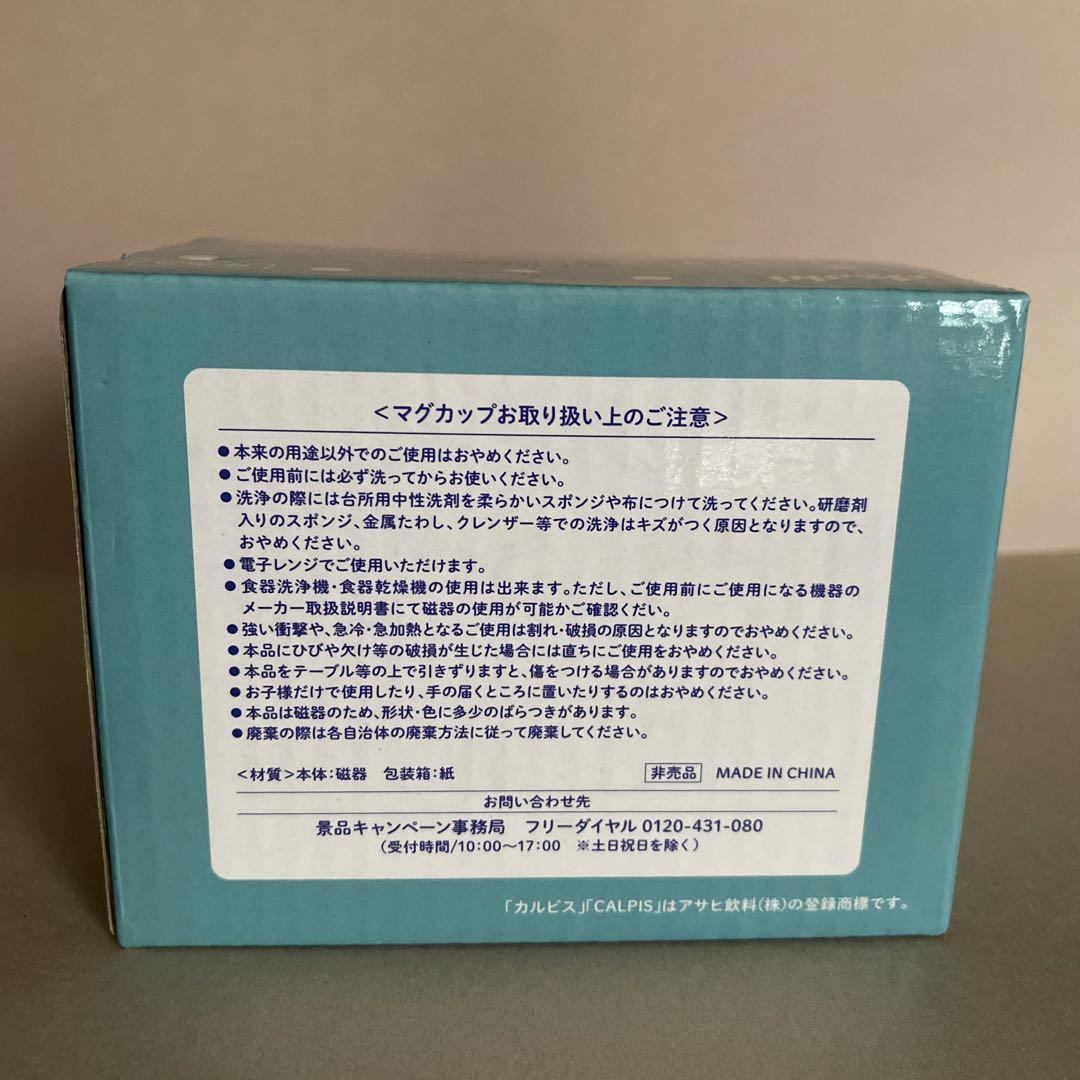 <マグカップお取り扱い上のご注意>
●本来の用途以外でのご使用はおやめください。
●ご使用前には必ず洗ってからお使いください。
●洗浄の際には台所用中性洗剤を柔らかいスポンジや布につけて洗ってください。研磨剤
入りのスポンジ、金属たわし、クレンザー等での洗浄はキズがつく原因となりますので、
おやめください。
●電子レンジでご使用いただけます。
●食器洗浄機・食器乾燥機の使用は出来ます。ただし、ご使用前にご使用になる機器の
メーカー取扱説明書にて磁器の使用が可能かご確認くだい。
●強い衝撃や、急冷・急加熱となるご使用は割れ・破損の原因となりますのでおやめください。
●本品にひびや欠け等の破損が生じた場合には直ちにご使用をおやめください。
●本品をテーブル等の上で引きずりますと、傷をつける場合がありますのでおやめください。
●お子様だけで使用したり、手の届くところに置いたりするのはおやめください。
●本品は磁器のため、形状・色に多少のばらつきがあります。
●廃棄の際は各自治体の廃棄方法に従って廃棄してください。
<材質>本体:磁器 包装箱:紙 非売品 MADE IN CHINA
お問い合わせ先
景品キャンペーン事務局 フリーダイヤル 0120-431-080
(受付時間/10:00〜17:00 ※土日祝日を除く)
「カルピス」「CALPIS」はアサヒ飲料(株)の登録商標です。